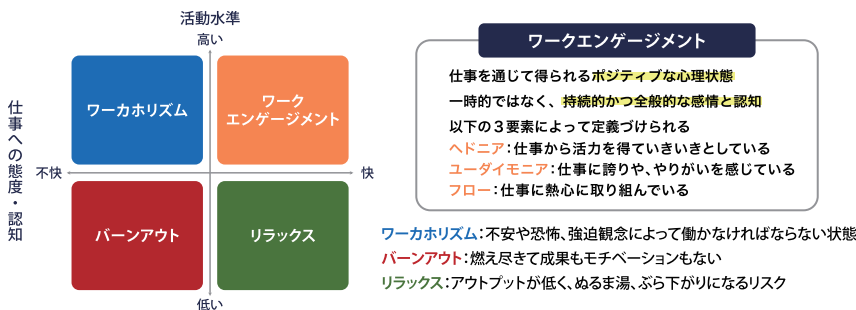 活動水準
高い
仕事への態度・認知
不快
快
低い
ワーカホリズム
ワーク
エンゲージメント
バーンアウト
リラックス
ワークエンゲージメント
仕事を通じて得られるポジティブな心理状態
一時的ではなく、持続的かつ全般的な感情と認知
以下の３要素によって定義づけられる
ヘドニア：仕事から活力を得ていきいきとしている
ユーダイモニア：仕事に誇りや、やりがいを感じている
フロー：仕事に熱心に取り組んでいる
ワーカホリズム：不安や恐怖、強迫観念によって働かなければならない状態
バーンアウト：燃え尽きて成果もモチベーションもない
リラックス：アウトプットが低く、ぬるま湯、ぶら下がりになるリスク